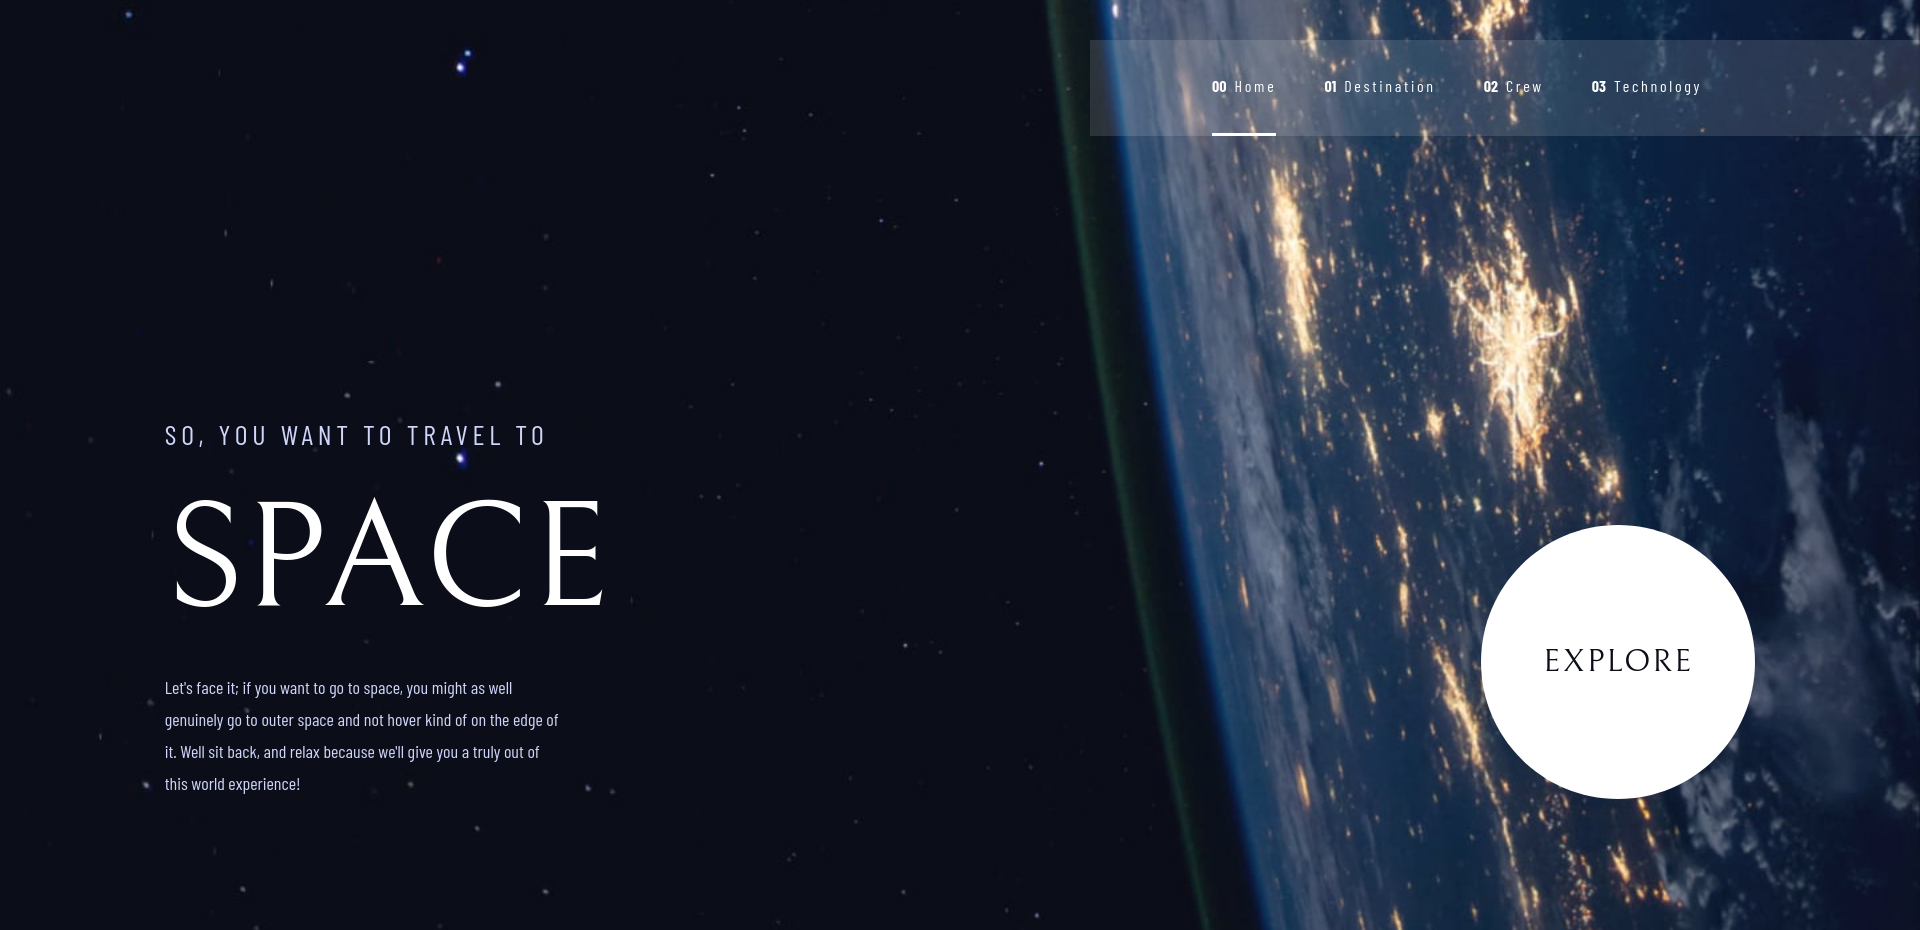 00 Home 01 Destination 02 Crew 03 Technology
SO, YOU WANT TO TRAVEL TO
SPACE
Let's face it; if you want to go to space, you might as well
genuinely go to outer space and not hover kind of on the edge of
it. Well sit back, and relax because we'll give you a truly out of
this world experience!
EXPLORE